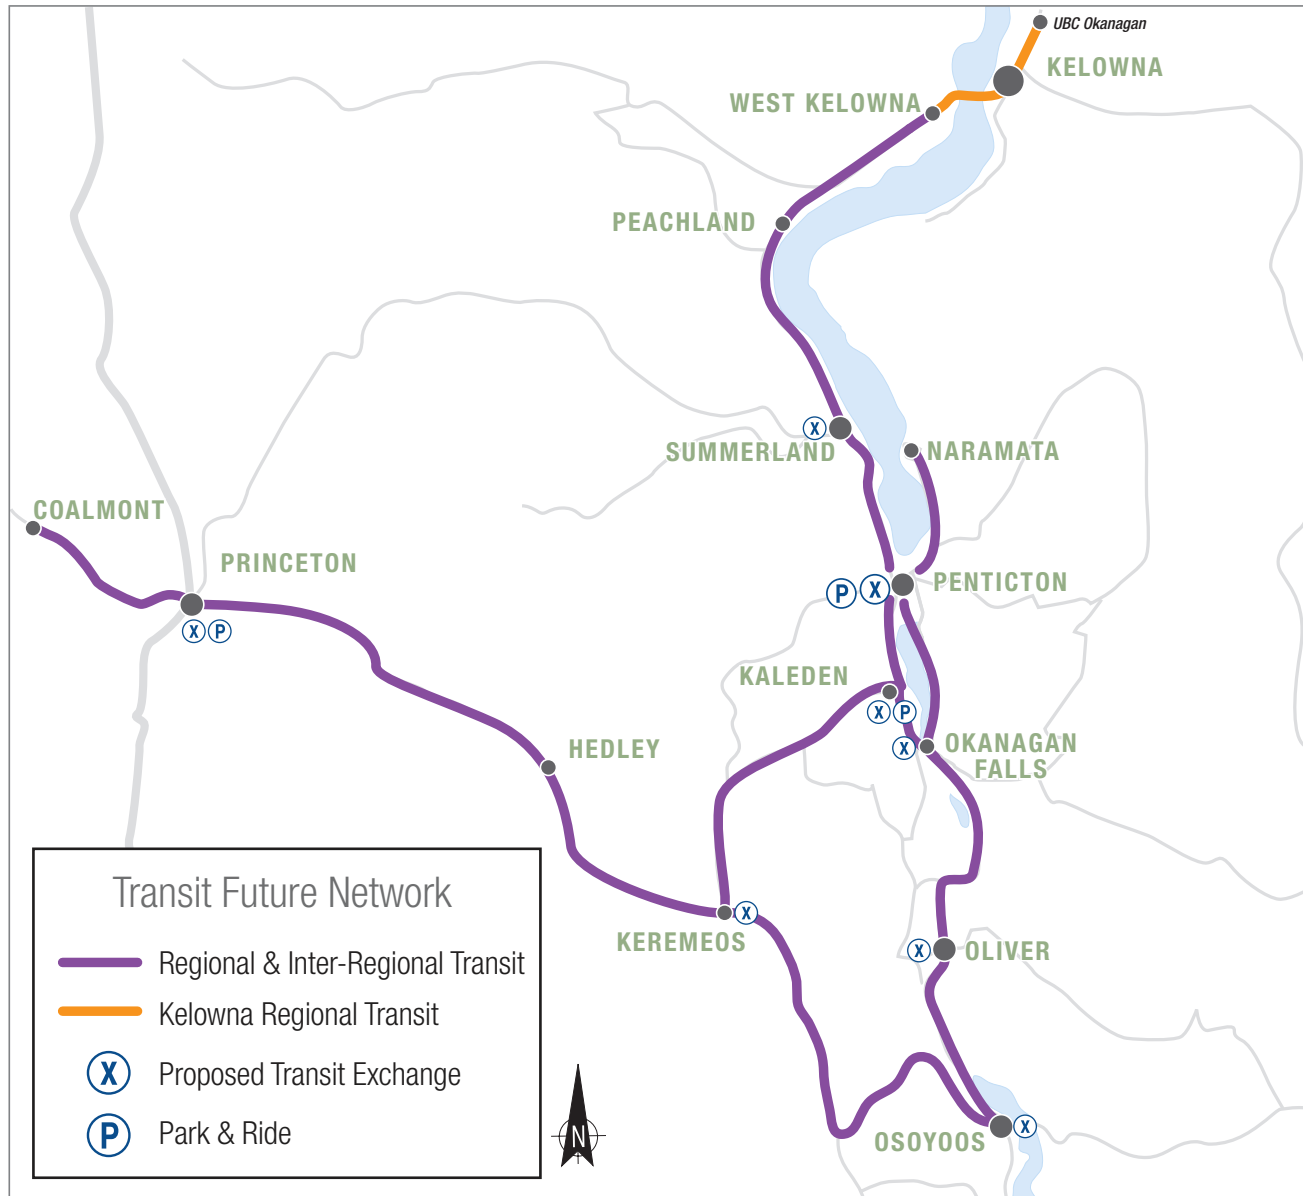 UBC Okanagan
KELOWNA
WEST KELOWNA
PEACHLAND
X
SUMMERLAND
NARAMATA
COALMONT
PRINCETON
X P
P X
PENTICTON
KALEDEN
X P
X
OKANAGAN
FALLS
HEDLEY
KEREMEOS
X
X
OLIVER
OSOYOOS
X
Transit Future Network
Regional & Inter-Regional Transit
Kelowna Regional Transit
X Proposed Transit Exchange
P Park & Ride
N